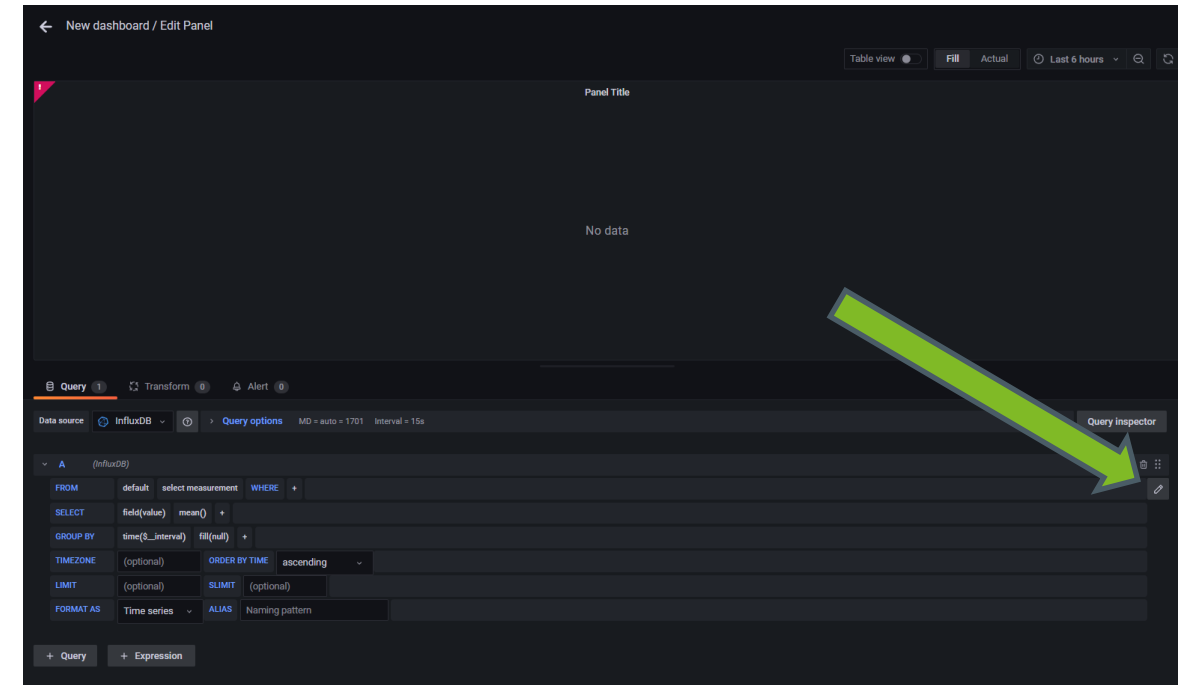 New dashboard / Edit Panel
Table view Fill Actual Last 6 hours
!
Panel Title
No data
Query 1 Transform 0 Alert 0
Data source InfluxDB > Query options MD = auto = 1701 Interval = 15s Query inspector
A (InfluxDB)
FROM default select measurement WHERE +
SELECT field(value) mean() +
GROUP BY time($__interval) fill(null) +
TIMEZONE (optional) ORDER BY TIME ascending
LIMIT (optional) SLIMIT (optional)
FORMAT AS Time series ALIAS Naming pattern
+ Query + Expression